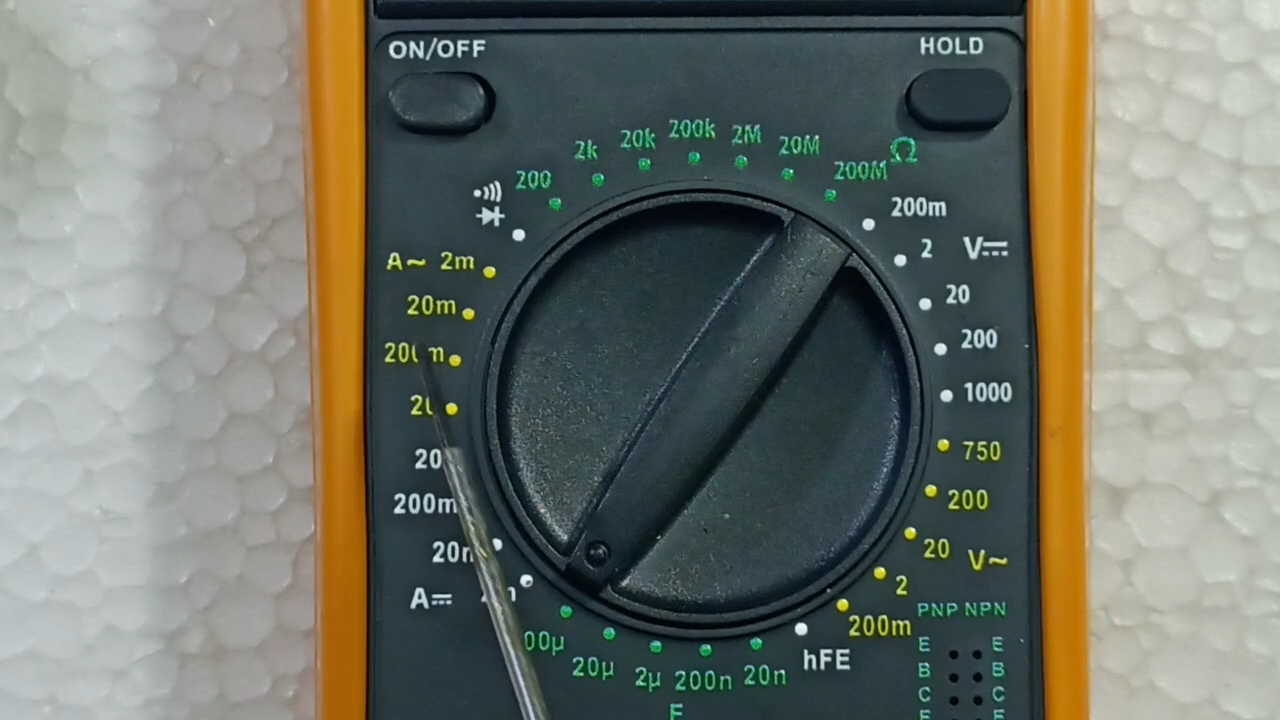 ON/OFF
HOLD
200
2k
20k
200k
2M
20M
200M
Ω
200m
2
V⎓
20
200
1000
750
200
20
V~
2
200m
hFE
20n
200n
2µ
20µ
F
A⎓
200m
20
20m
A~ 2m
PNP NPN
E E
B B
C C
E E